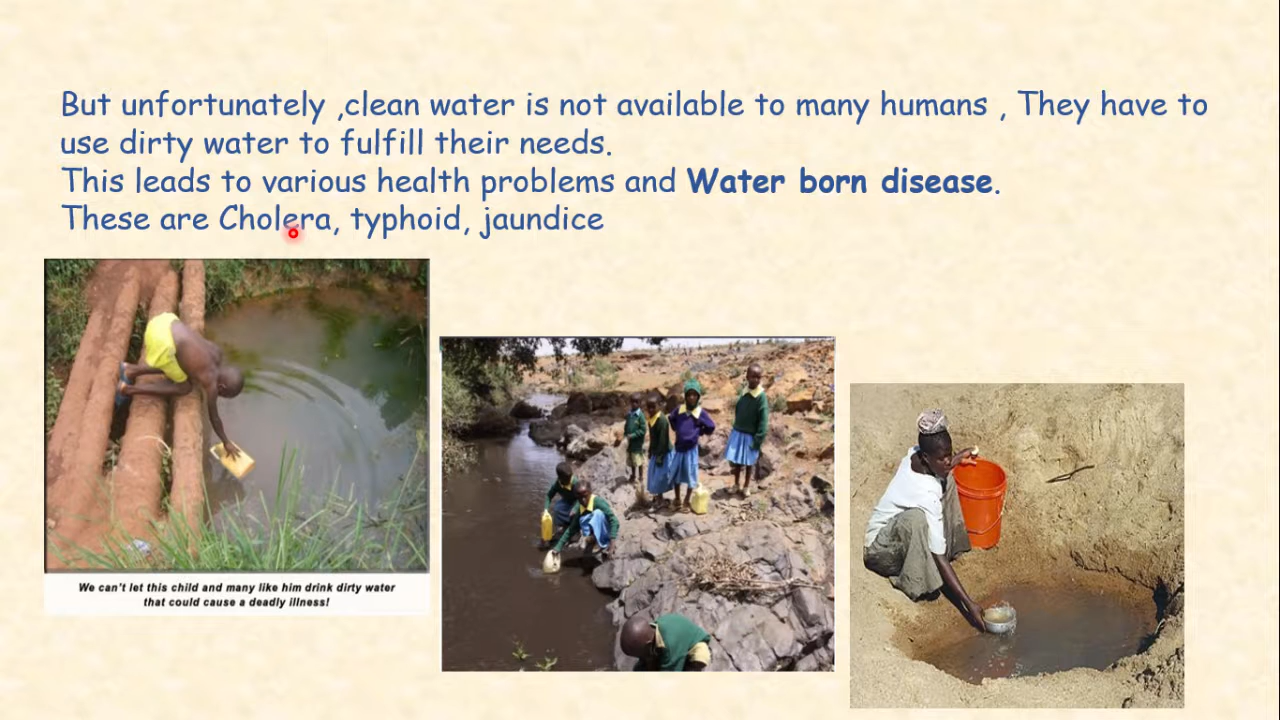 But unfortunately ,clean water is not available to many humans , They have to
use dirty water to fulfill their needs.
This leads to various health problems and Water born disease.
These are Cholera, typhoid, jaundice
We can't let this child and many like him drink dirty water
that could cause a deadly illness!